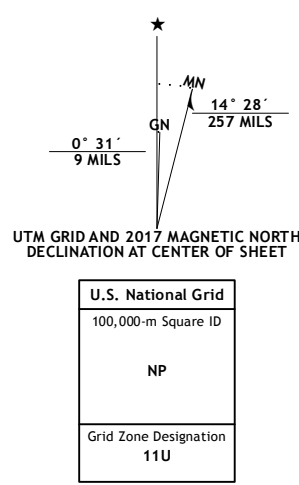 MN
14° 28´
257 MILS
GN
0° 31´
9 MILS
UTM GRID AND 2017 MAGNETIC NORTH
DECLINATION AT CENTER OF SHEET
U.S. National Grid
100,000-m Square ID
NP
Grid Zone Designation
11U